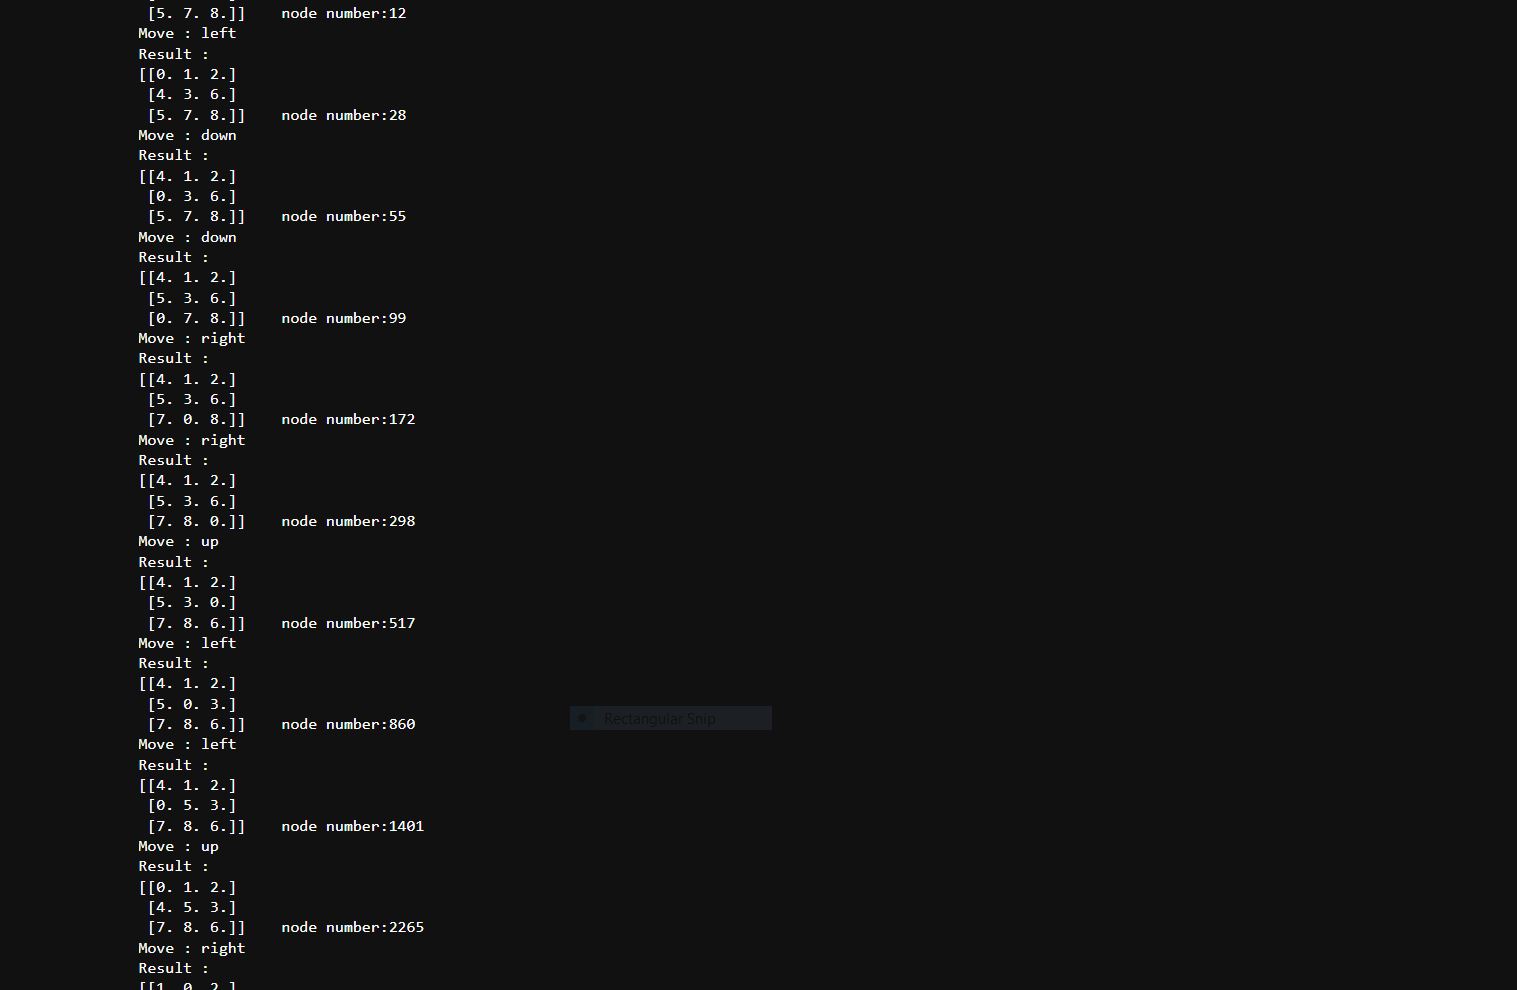 [5. 7. 8.]]    node number:12
Move : left
Result :
[[0. 1. 2.]
 [4. 3. 6.]
 [5. 7. 8.]]    node number:28
Move : down
Result :
[[4. 1. 2.]
 [0. 3. 6.]
 [5. 7. 8.]]    node number:55
Move : down
Result :
[[4. 1. 2.]
 [5. 3. 6.]
 [0. 7. 8.]]    node number:99
Move : right
Result :
[[4. 1. 2.]
 [5. 3. 6.]
 [7. 0. 8.]]    node number:172
Move : right
Result :
[[4. 1. 2.]
 [5. 3. 6.]
 [7. 8. 0.]]    node number:298
Move : up
Result :
[[4. 1. 2.]
 [5. 3. 0.]
 [7. 8. 6.]]    node number:517
Move : left
Result :
[[4. 1. 2.]
 [5. 0. 3.]
 [7. 8. 6.]]    node number:860
Rectangular Snip
Move : left
Result :
[[4. 1. 2.]
 [0. 5. 3.]
 [7. 8. 6.]]    node number:1401
Move : up
Result :
[[0. 1. 2.]
 [4. 5. 3.]
 [7. 8. 6.]]    node number:2265
Move : right
Result :
[[1. 0. 2.]